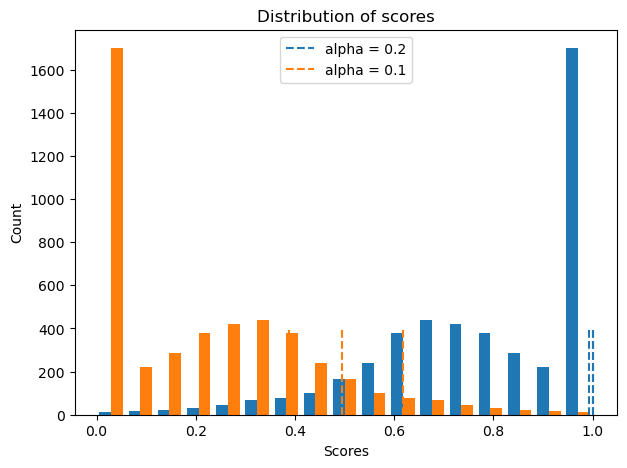 Distribution of scores
alpha = 0.2
alpha = 0.1
1600
1400
1200
1000
800
600
400
200
0
Count
0.0 0.2 0.4 0.6 0.8 1.0
Scores